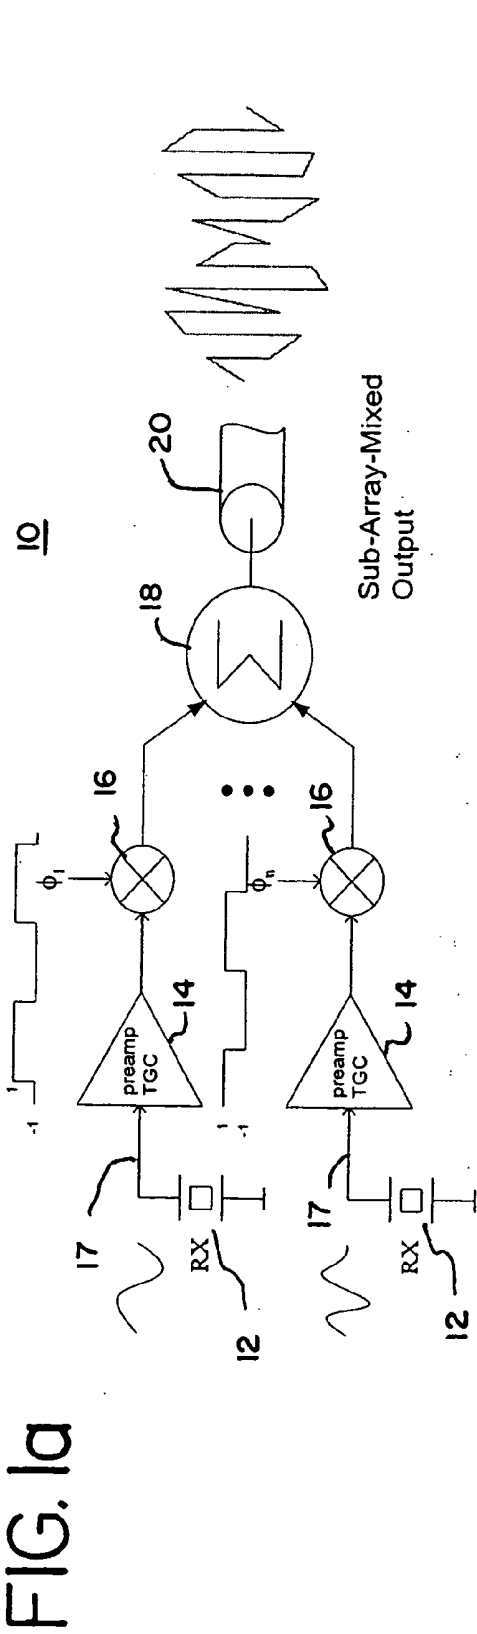 FIG. 1a
10
1
-1
ϕ1
16
17
preamp
TGC
14
RX
12
18
20
Σ
1
-1
ϕn
16
17
preamp
TGC
14
RX
12
Sub-Array-Mixed
Output